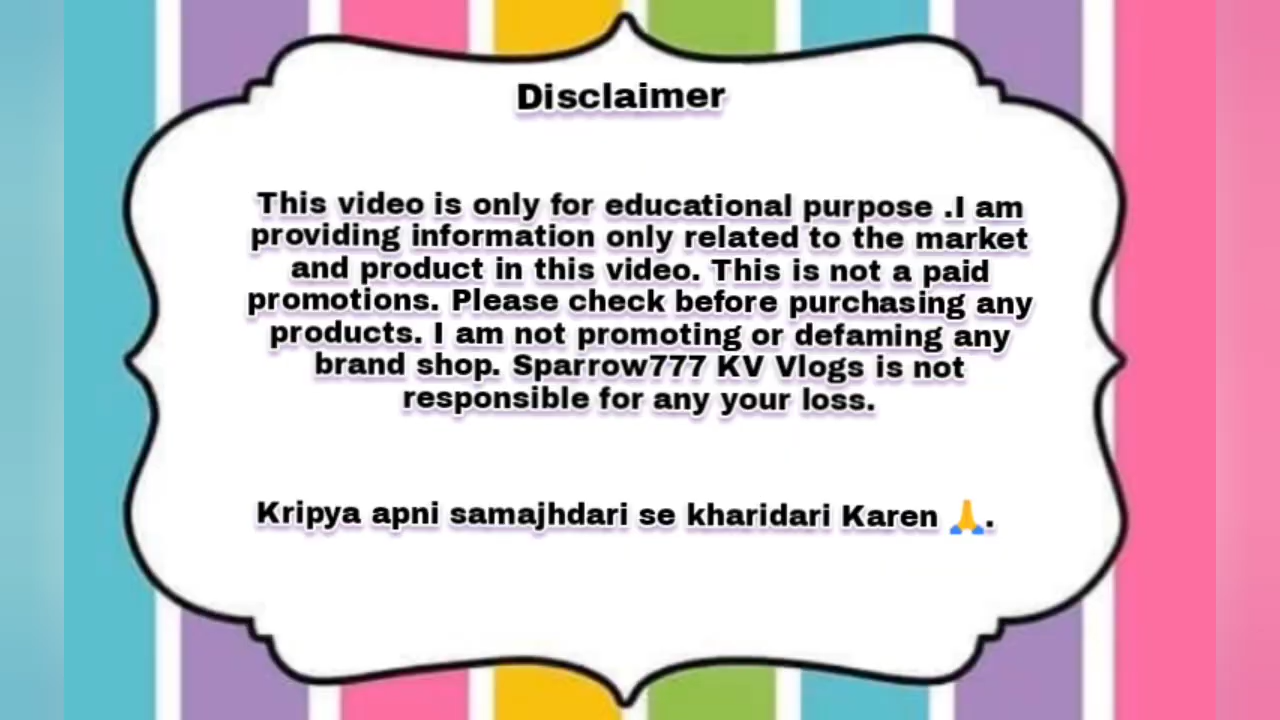 Disclaimer
This video is only for educational purpose .I am
providing information only related to the market
and product in this video. This is not a paid
promotions. Please check before purchasing any
products. I am not promoting or defaming any
brand shop. Sparrow777 KV Vlogs is not
responsible for any your loss.
Kripya apni samajhdari se kharidari Karen 🙏.